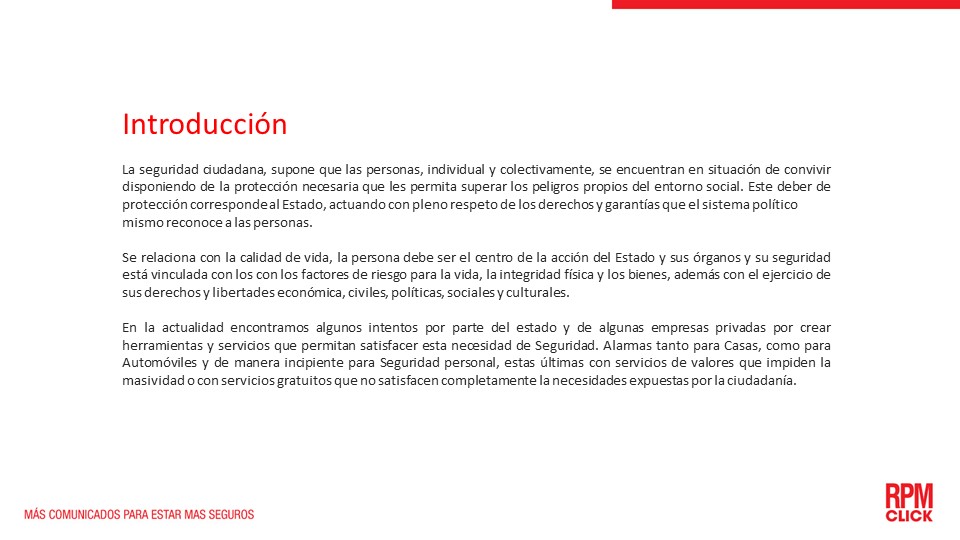 Introducción
La seguridad ciudadana, supone que las personas, individual y colectivamente, se encuentran en situación de convivir
disponiendo de la protección necesaria que les permita superar los peligros propios del entorno social. Este deber de
protección corresponde al Estado, actuando con pleno respeto de los derechos y garantías que el sistema político
mismo reconoce a las personas.
Se relaciona con la calidad de vida, la persona debe ser el centro de la acción del Estado y sus órganos y su seguridad
está vinculada con los con los factores de riesgo para la vida, la integridad física y los bienes, además con el ejercicio de
sus derechos y libertades económica, civiles, políticas, sociales y culturales.
En la actualidad encontramos algunos intentos por parte del estado y de algunas empresas privadas por crear
herramientas y servicios que permitan satisfacer esta necesidad de Seguridad. Alarmas tanto para Casas, como para
Automóviles y de manera incipiente para Seguridad personal, estas últimas con servicios de valores que impiden la
masividad o con servicios gratuitos que no satisfacen completamente la necesidades expuestas por la ciudadanía.
MÁS COMUNICADOS PARA ESTAR MAS SEGUROS
RPM
CLICK